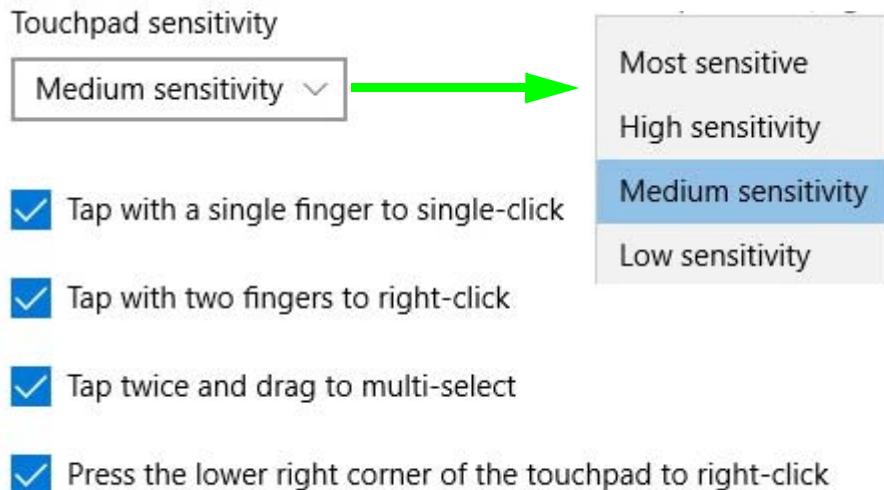 Touchpad sensitivity
Medium sensitivity
Most sensitive
High sensitivity
Medium sensitivity
Low sensitivity
Tap with a single finger to single-click
Tap with two fingers to right-click
Tap twice and drag to multi-select
Press the lower right corner of the touchpad to right-click